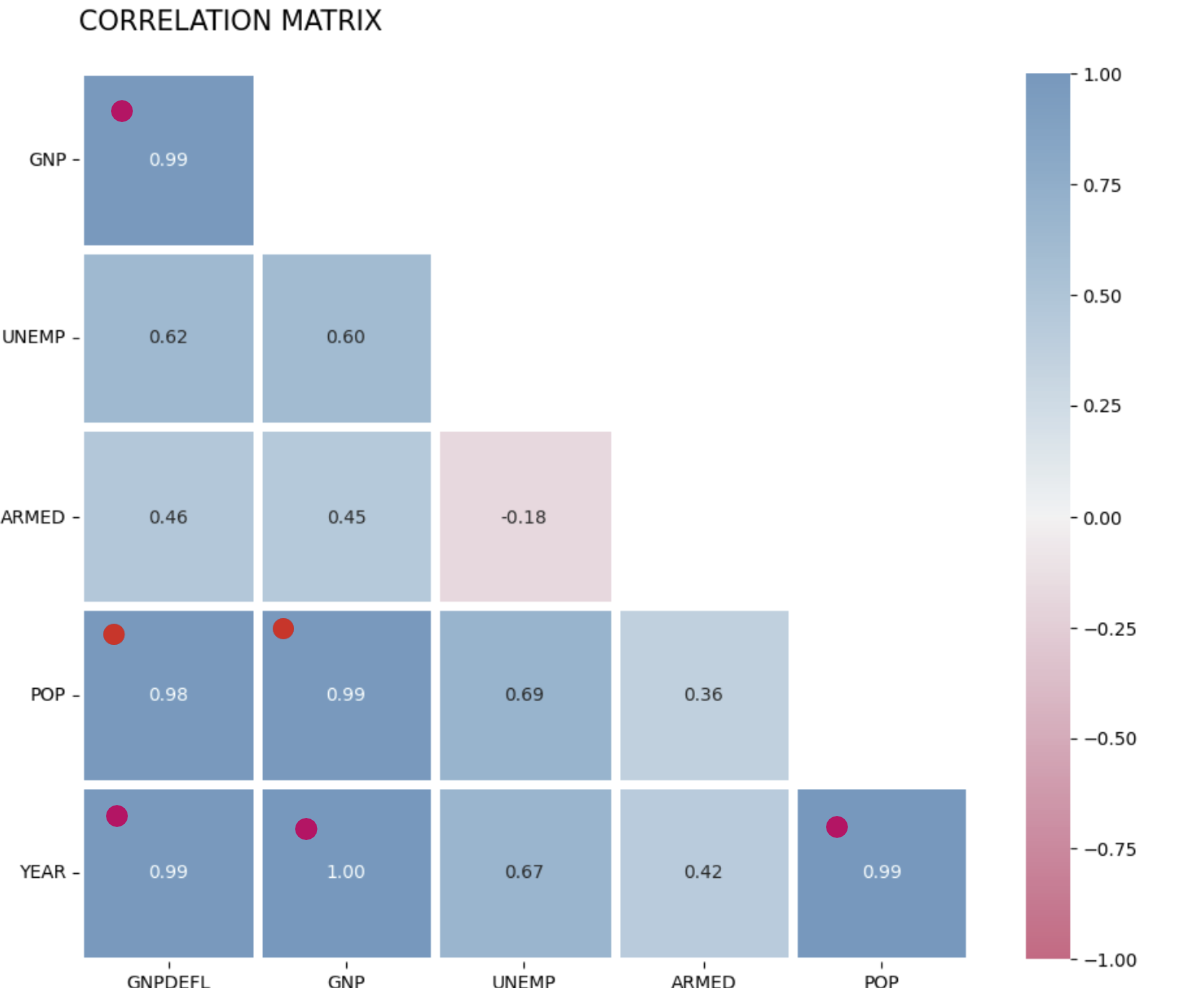 CORRELATION MATRIX
GNP
0.99
UNEMP
0.62 0.60
ARMED
0.46 0.45 -0.18
POP
0.98 0.99 0.69 0.36
YEAR
0.99 1.00 0.67 0.42 0.99
GNPDEFL GNP UNEMP ARMED POP
1.00
0.75
0.50
0.25
0.00
−0.25
−0.50
−0.75
−1.00